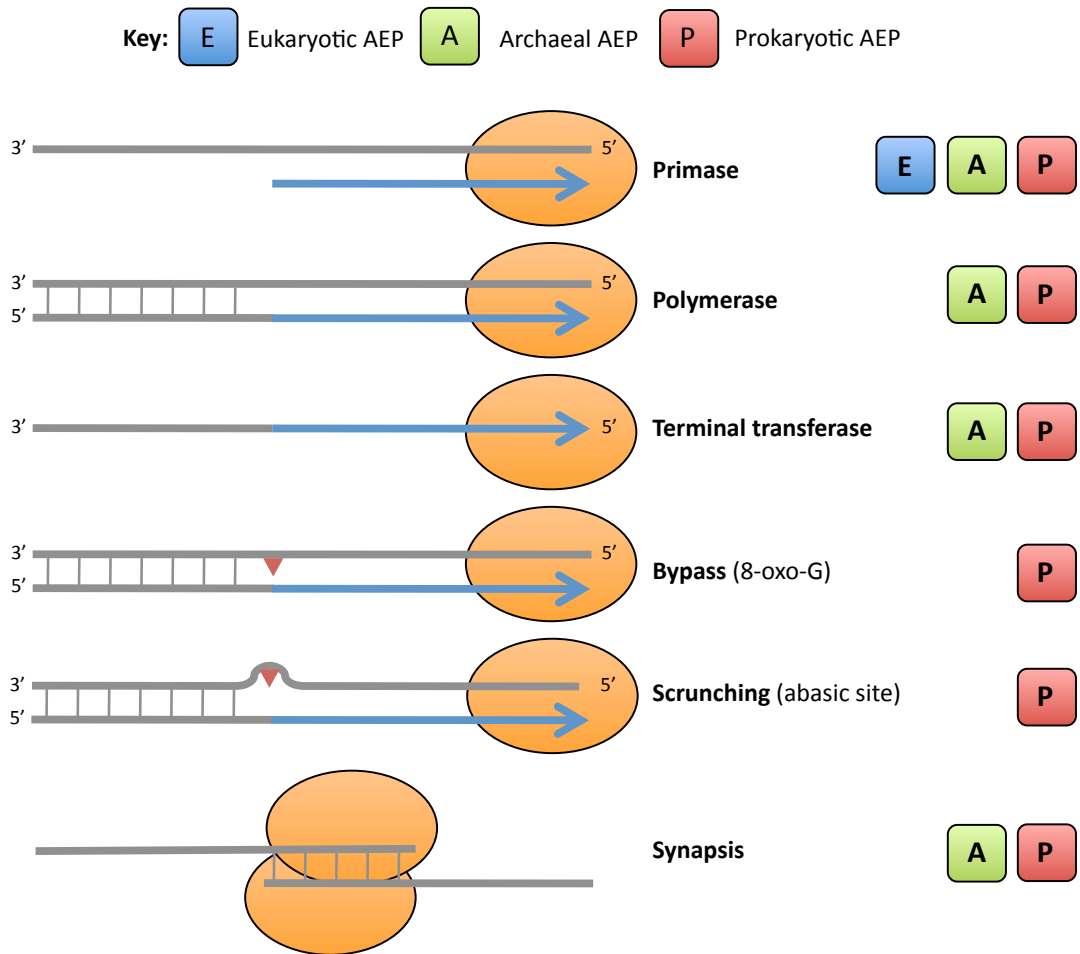 Key: E Eukaryotic AEP A Archaeal AEP P Prokaryotic AEP
3’ 5’ Primase E A P
3’ Polymerase A P
5’
3’ 5’ Terminal transferase A P
3’ 5’ Bypass (8-oxo-G) P
5’
3’ 5’ Scrunching (abasic site) P
5’
Synapsis A P